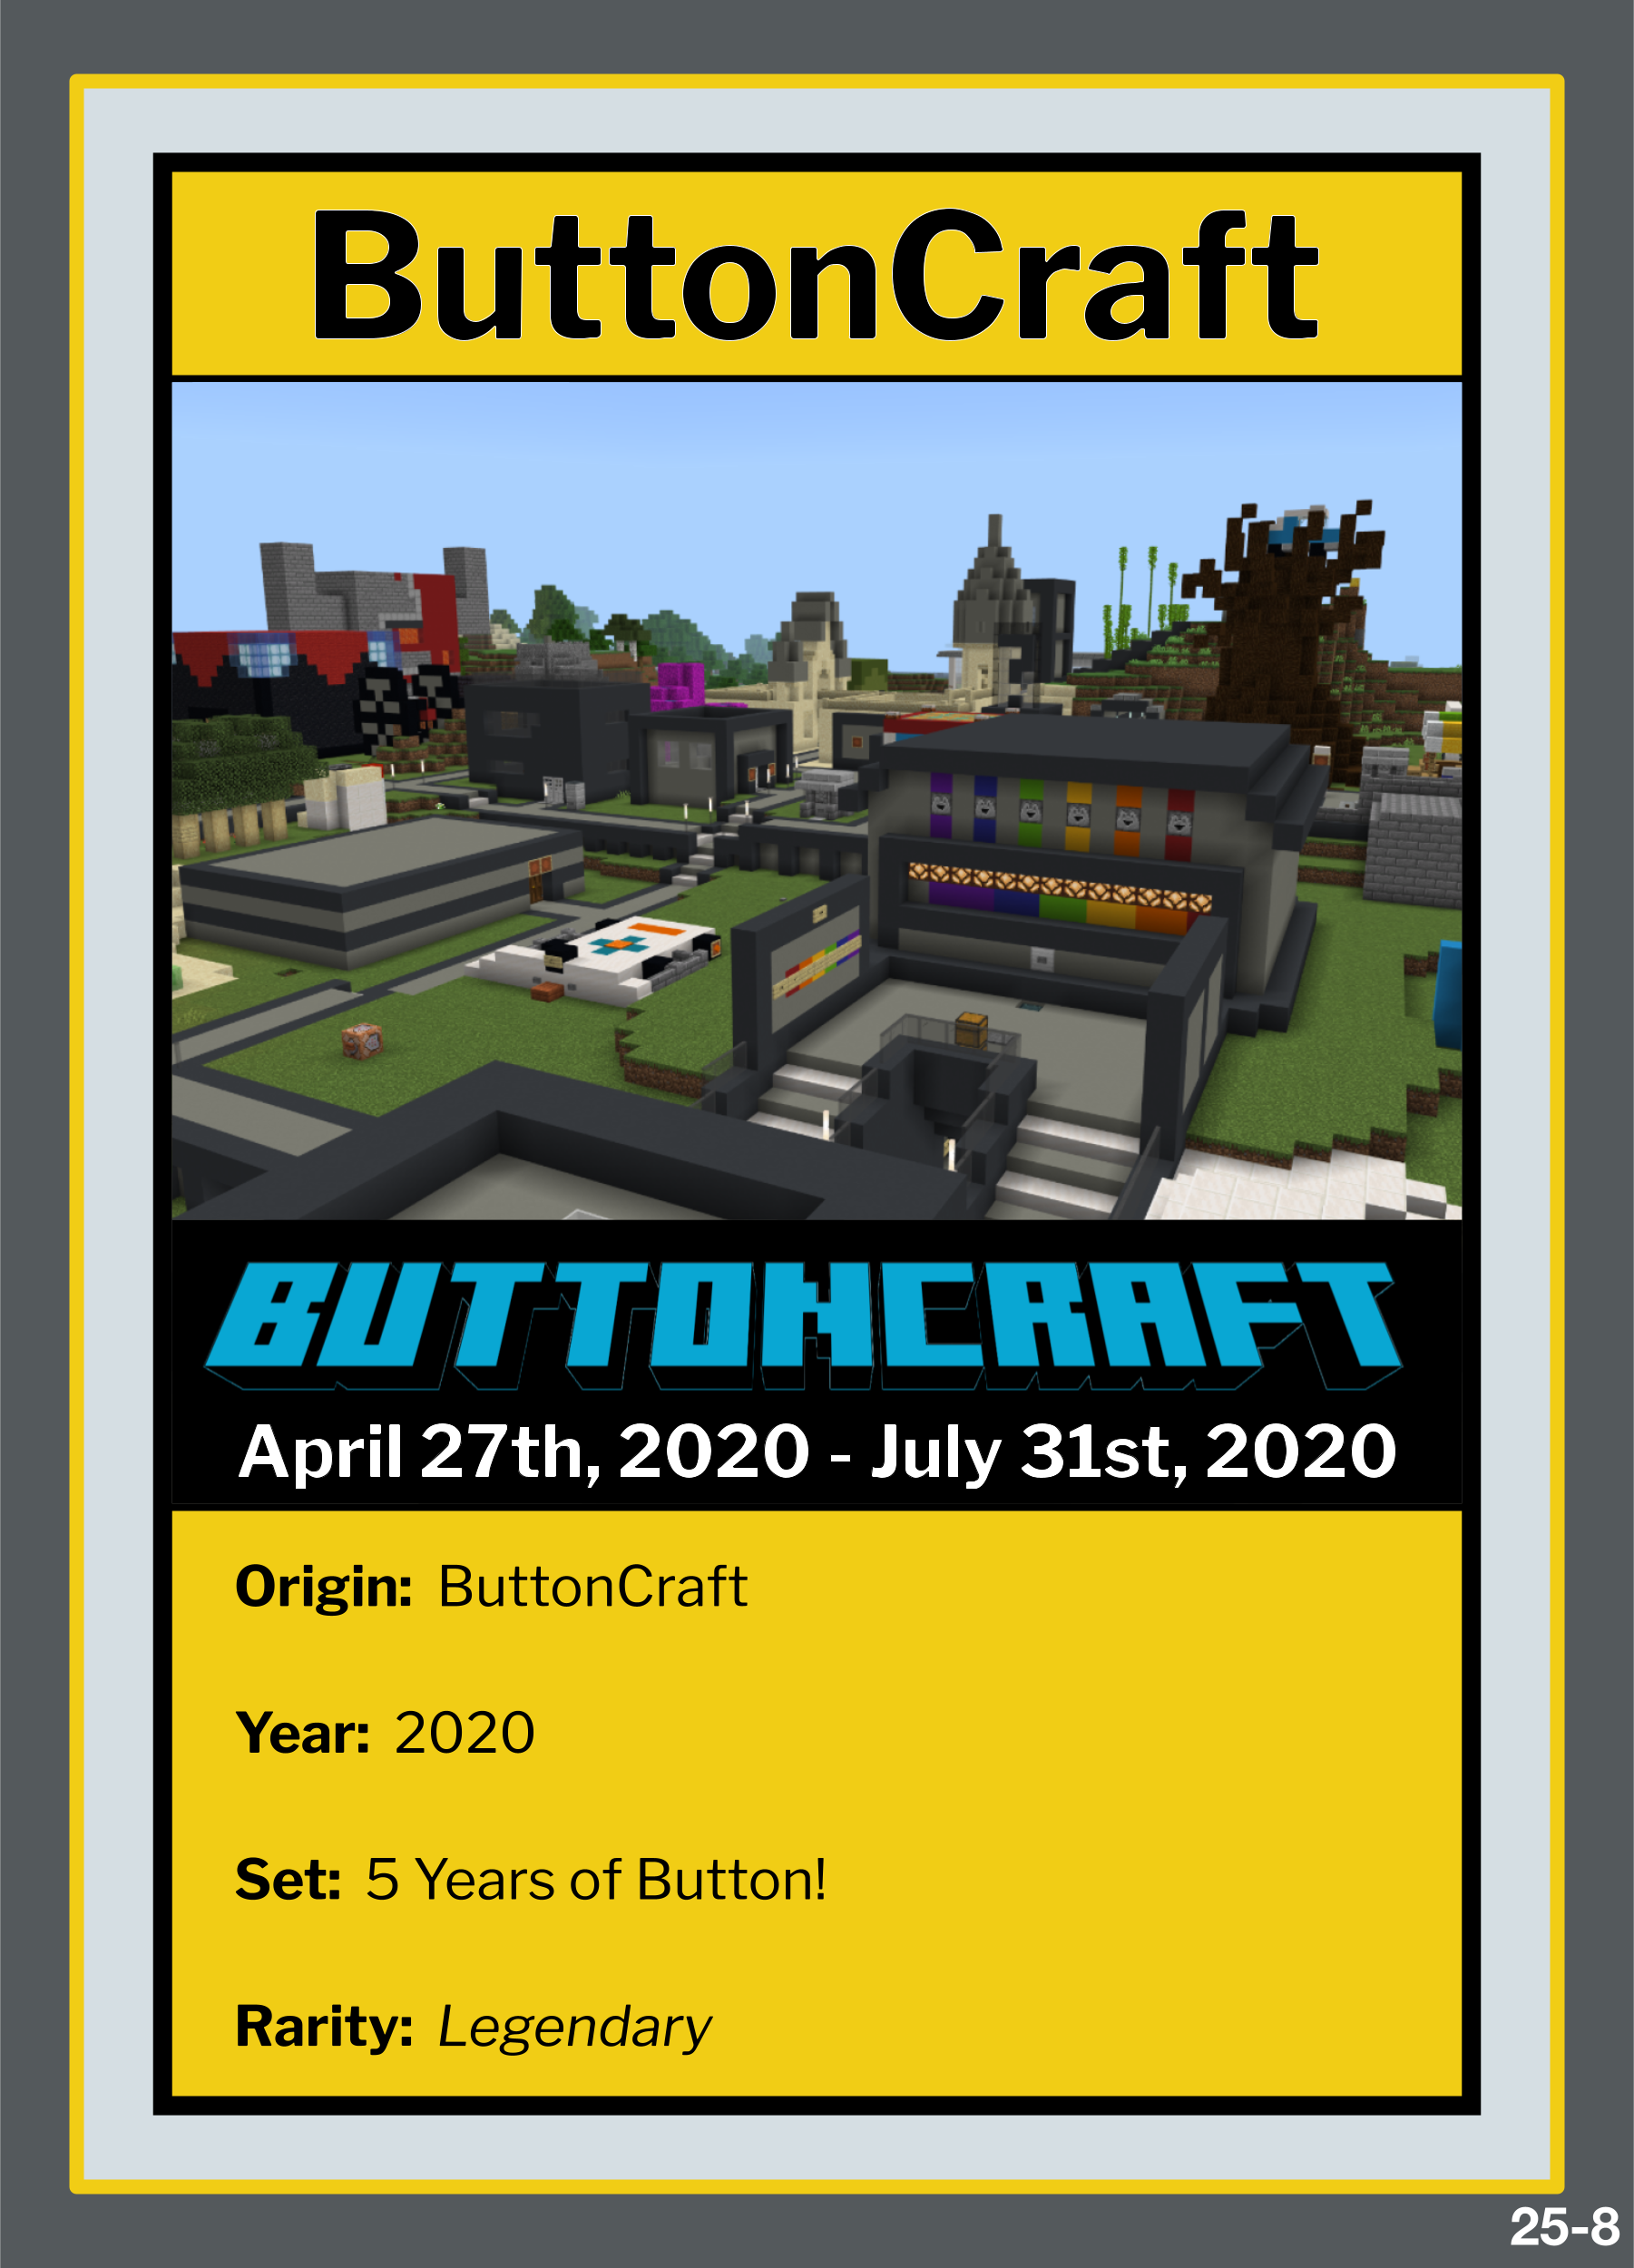 ButtonCraft
BUTTONCRAFT
April 27th, 2020 - July 31st, 2020
Origin: ButtonCraft
Year: 2020
Set: 5 Years of Button!
Rarity: Legendary
25-8